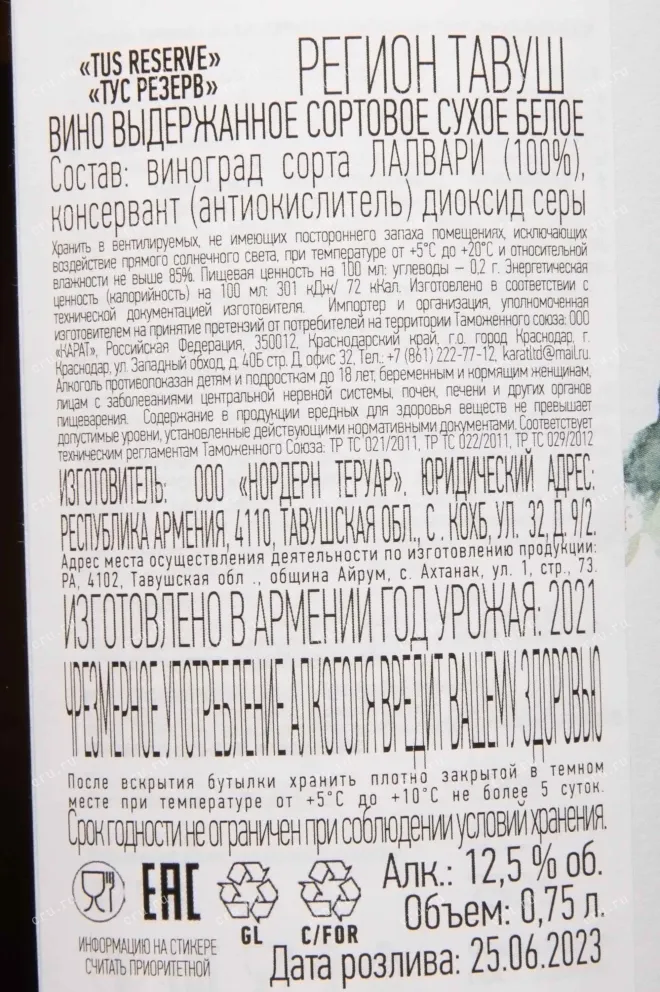 «TUS RESERVE»
«ТУС РЕЗЕРВ»
РЕГИОН ТАВУШ
ВИНО ВЫДЕРЖАННОЕ СОРТОВОЕ СУХОЕ БЕЛОЕ
Состав: виноград сорта ЛАЛВАРИ (100%),
консервант (антиокислитель) диоксид серы
Хранить в вентилируемых, не имеющих постороннего запаха помещениях, исключающих
воздействие прямого солнечного света, при температуре от +5°С до +20°С и относительной
влажности не выше 85%. Пищевая ценность на 100 мл: углеводы – 0,2 г. Энергетическая
ценность (калорийность) на 100 мл: 301 кДж/ 72 кКал. Изготовлено в соответствии с
технической документацией изготовителя. Импортер и организация, уполномоченная
изготовителем на принятие претензий от потребителей на территории Таможенного союза: ООО
«КАРАТ», Российская Федерация, 350012, Краснодарский край, г.о. город Краснодар, г.
Краснодар, ул. Западный обход, д. 40Б стр. Д, офис 32, Тел.: +7 (861) 222-77-12, karatltd@mail.ru.
Алкоголь противопоказан детям и подросткам до 18 лет, беременным и кормящим женщинам,
лицам с заболеваниями центральной нервной системы, почек, печени и других органов
пищеварения. Содержание в продукции вредных для здоровья веществ не превышает
допустимые уровни, установленные действующими нормативными документами. Соответствует
техническим регламентам Таможенного Союза: ТР ТС 021/2011, ТР ТС 022/2011, ТР ТС 029/2012
ИЗГОТОВИТЕЛЬ: ООО «НОРДЕРН ТЕРУАР», ЮРИДИЧЕСКИЙ АДРЕС:
РЕСПУБЛИКА АРМЕНИЯ, 4110, ТАВУШСКАЯ ОБЛ., С. КОХБ, УЛ. 32, Д. 9/2.
Адрес места осуществления деятельности по изготовлению продукции:
РА, 4102, Тавушская обл., община Айрум, с. Ахтанак, ул. 1, стр., 73.
ИЗГОТОВЛЕНО В АРМЕНИИ ГОД УРОЖАЯ: 2021
ЧРЕЗМЕРНОЕ УПОТРЕБЛЕНИЕ АЛКОГОЛЯ ВРЕДИТ ВАШЕМУ ЗДОРОВЬЮ
После вскрытия бутылки хранить плотно закрытой в темном
месте при температуре от +5°С до +10°С не более 5 суток.
Срок годности не ограничен при соблюдении условий хранения.
EAC
GL
C/FOR
ИНФОРМАЦИЮ НА СТИКЕРЕ
СЧИТАТЬ ПРИОРИТЕТНОЙ
Алк.: 12,5 % об.
Объем: 0,75 л.
Дата розлива: 25.06.2023